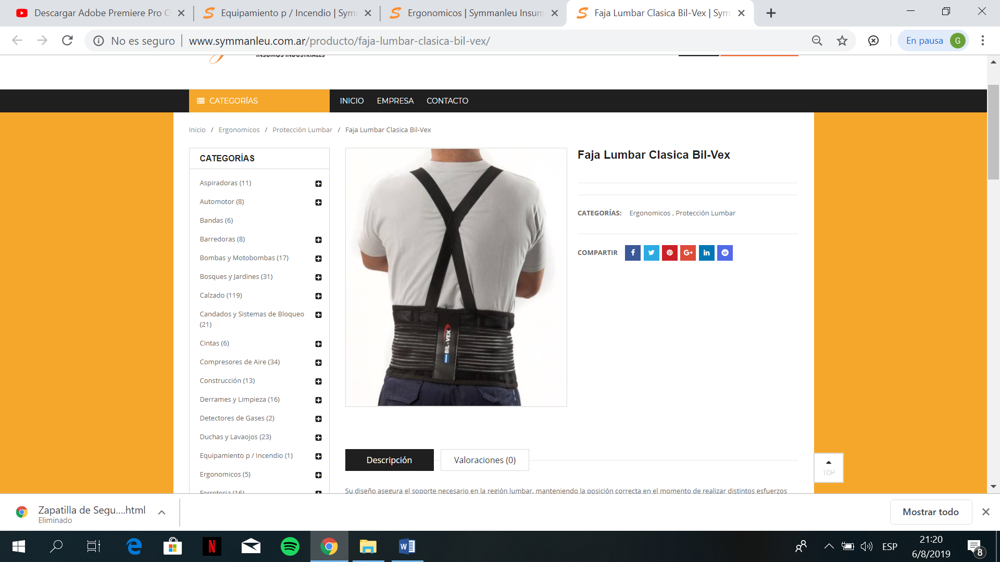 Descargar Adobe Premiere Pro C
Equipamiento p / Incendio | Sym
Ergonomicos | Symmanleu Insum
Faja Lumbar Clasica Bil-Vex | Sym
No es seguro
www.symmanleu.com.ar/producto/faja-lumbar-clasica-bil-vex/
En pausa
G
INSUMOS INDUSTRIALES
CATEGORÍAS
INICIO
EMPRESA
CONTACTO
Inicio / Ergonomicos / Protección Lumbar / Faja Lumbar Clasica Bil-Vex
CATEGORÍAS
Aspiradoras (11)
Automotor (8)
Bandas (6)
Barredoras (8)
Bombas y Motobombas (17)
Bosques y Jardines (31)
Calzado (119)
Candados y Sistemas de Bloqueo
(21)
Cintas (6)
Compresores de Aire (34)
Construcción (13)
Derrames y Limpieza (16)
Detectores de Gases (2)
Duchas y Lavaojos (23)
Equipamiento p / Incendio (1)
Ergonomicos (5)
Ferreteria (16)
BIL-VEX
Faja Lumbar Clasica Bil-Vex
CATEGORÍAS: Ergonomicos , Protección Lumbar
COMPARTIR
Descripción
Valoraciones (0)
Su diseño asegura el soporte necesario en la región lumbar, manteniendo la posición correcta en el momento de realizar distintos esfuerzos
TOP
Zapatilla de Segu....html
Eliminado
Mostrar todo
ESP
21:20
6/8/2019
8